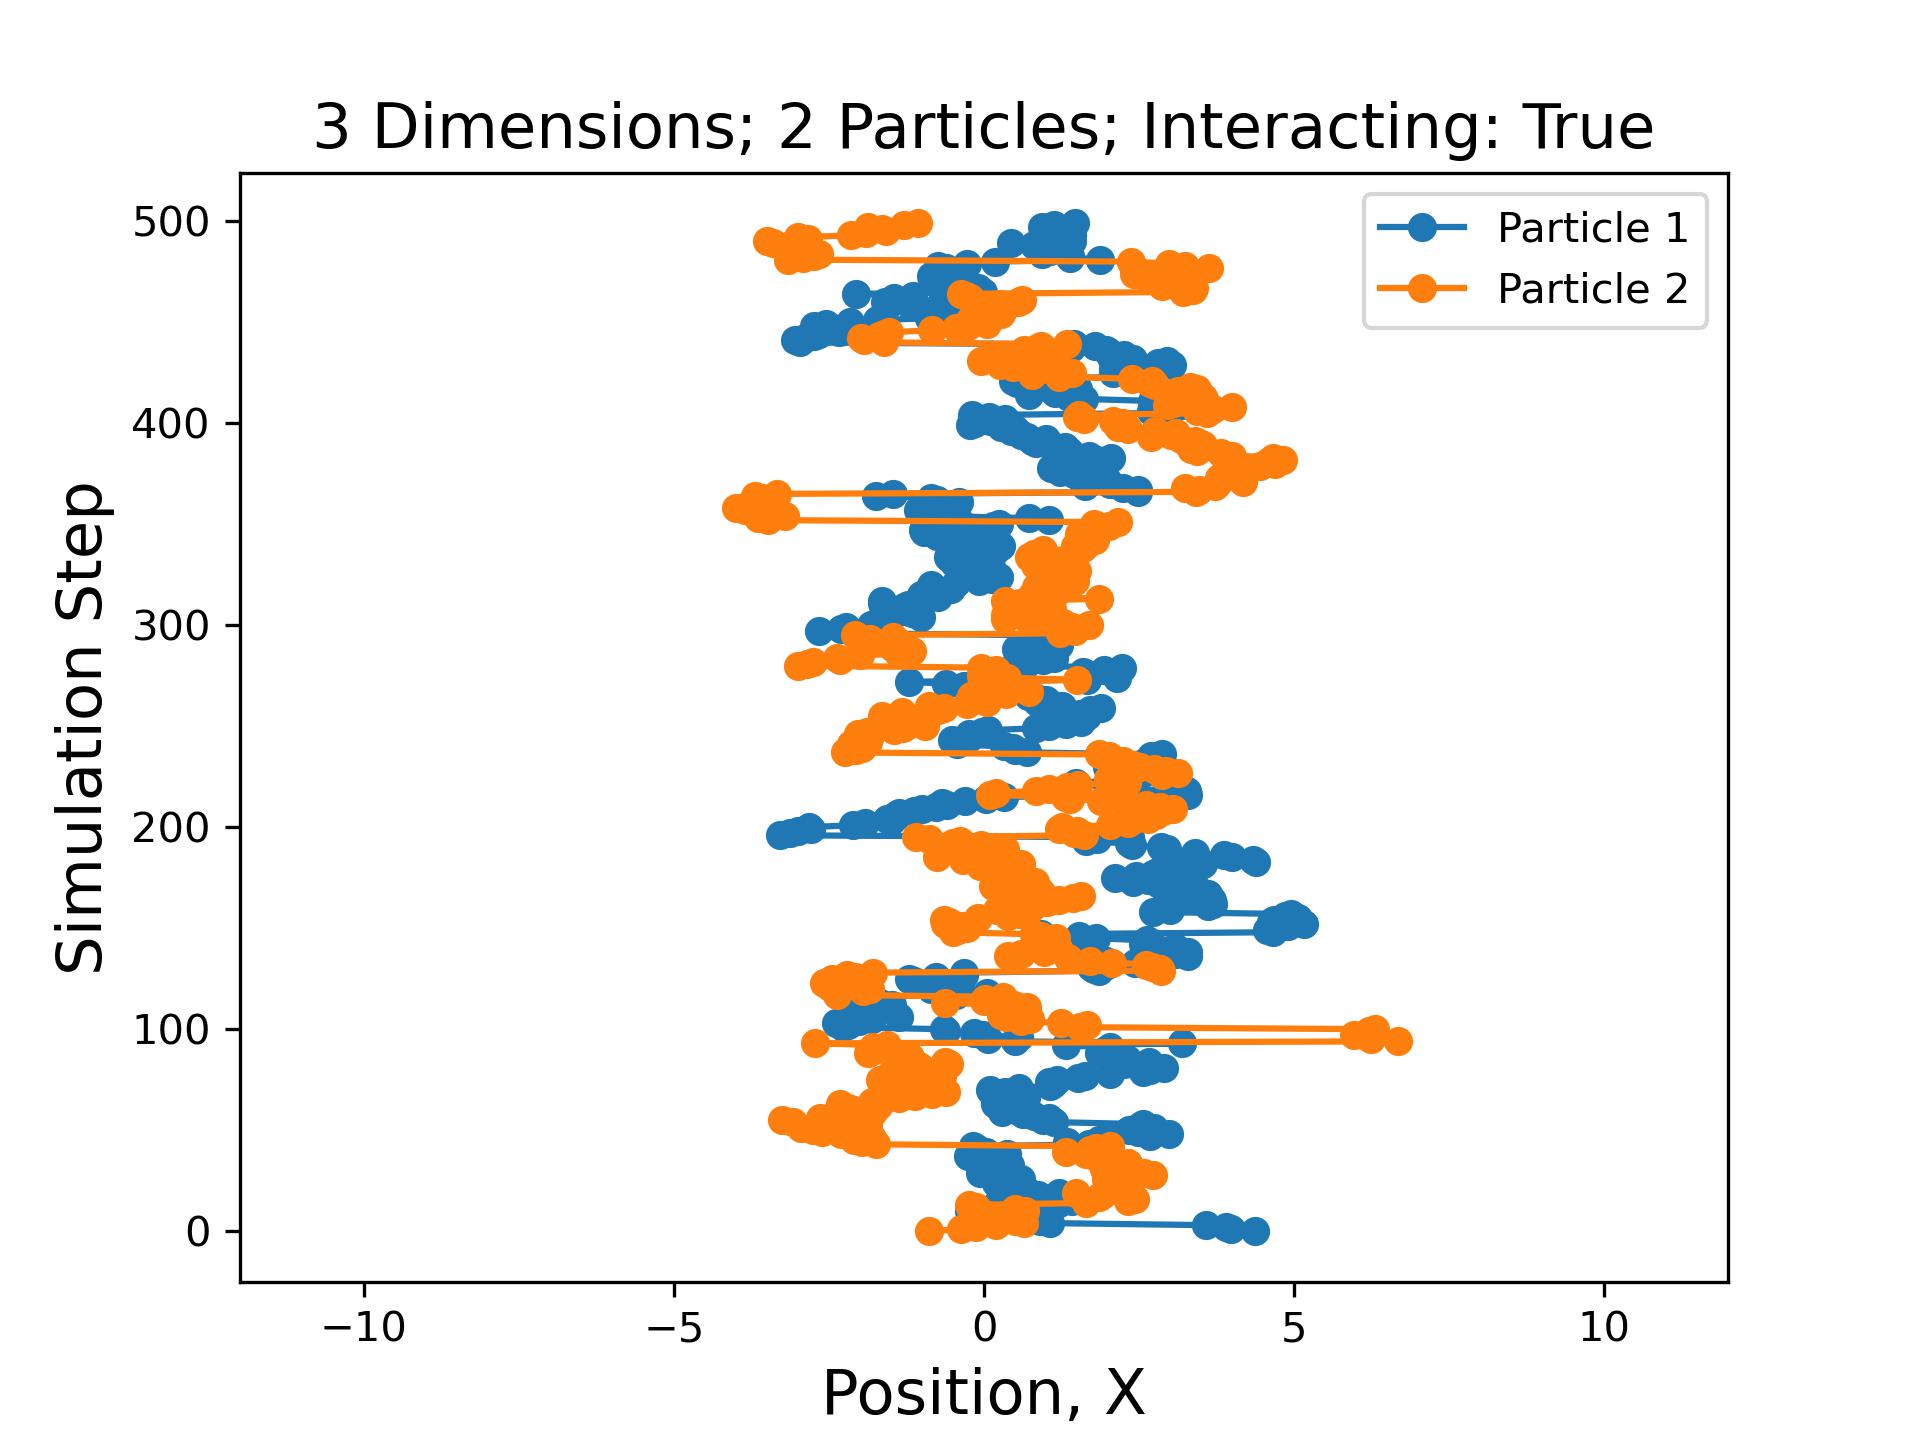 3 Dimensions; 2 Particles; Interacting: True
Particle 1
Particle 2
Simulation Step
500
400
300
200
100
0
−10
−5
0
5
10
Position, X